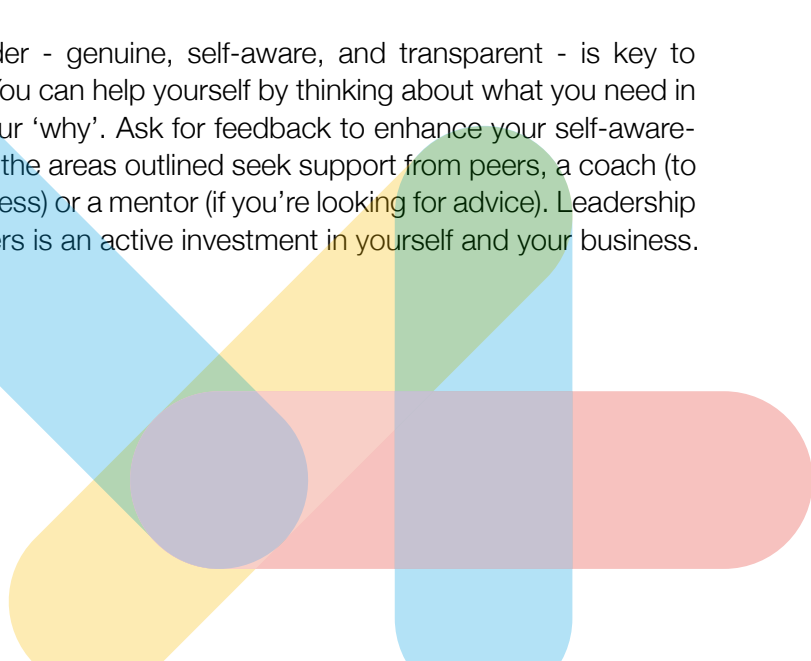 der - genuine, self-aware, and transparent - is key to
You can help yourself by thinking about what you need in
ur ‘why’. Ask for feedback to enhance your self-aware-
the areas outlined seek support from peers, a coach (to
ess) or a mentor (if you’re looking for advice). Leadership
ers is an active investment in yourself and your business.